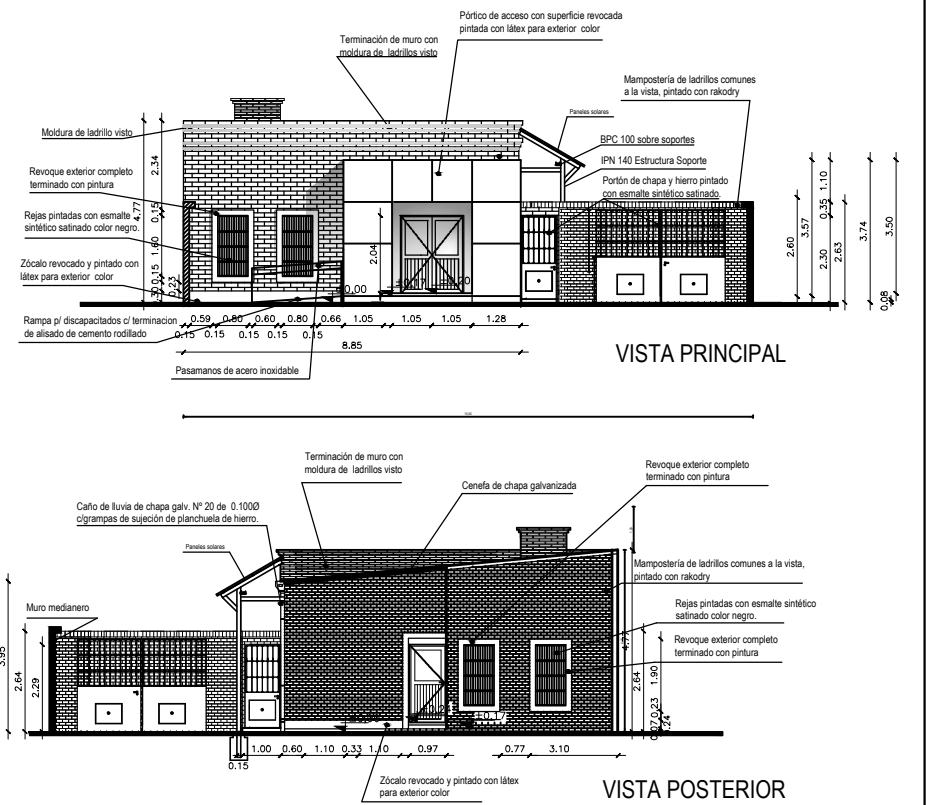 Pórtico de acceso con superficie revocada
pintada con látex para exterior color
Terminación de muro con
moldura de ladrillos visto
Mampostería de ladrillos comunes
a la vista, pintado con rakodry
Paneles solares
Moldura de ladrillo visto
BPC 100 sobre soportes
IPN 140 Estructura Soporte
Revoque exterior completo
terminado con pintura
Portón de chapa y hierro pintado
con esmalte sintético satinado.
Rejas pintadas con esmalte
sintético satinado color negro.
Zócalo revocado y pintado con
látex para exterior color
Rampa p/ discapacitados c/ terminacion
de alisado de cemento rodillado
Pasamanos de acero inoxidable
4.77
2.34
0.15
1.60
0.15
0.23
2.04
±0.00
2.60
3.57
1.10
0.35
2.30
2.63
3.74
3.50
0.08
0.59 0.80 0.60 0.80 0.66 1.05 1.05 1.05 1.28
0.15 0.15 0.15 0.15 0.15
8.85
VISTA PRINCIPAL
Terminación de muro con
moldura de ladrillos visto
Revoque exterior completo
terminado con pintura
Cenefa de chapa galvanizada
Caño de lluvia de chapa galv. Nº 20 de 0.100Ø
c/grampas de sujeción de planchuela de hierro.
Paneles solares
Mampostería de ladrillos comunes a la vista,
pintado con rakodry
Rejas pintadas con esmalte sintético
satinado color negro.
Revoque exterior completo
terminado con pintura
Muro medianero
3.95
2.64
2.29
4.77
2.64
1.90
0.23
0.07
0.24
±0.17
1.00 0.60 1.10 0.33 1.10 0.97 0.77 3.10
0.15
Zócalo revocado y pintado con látex
para exterior color
VISTA POSTERIOR